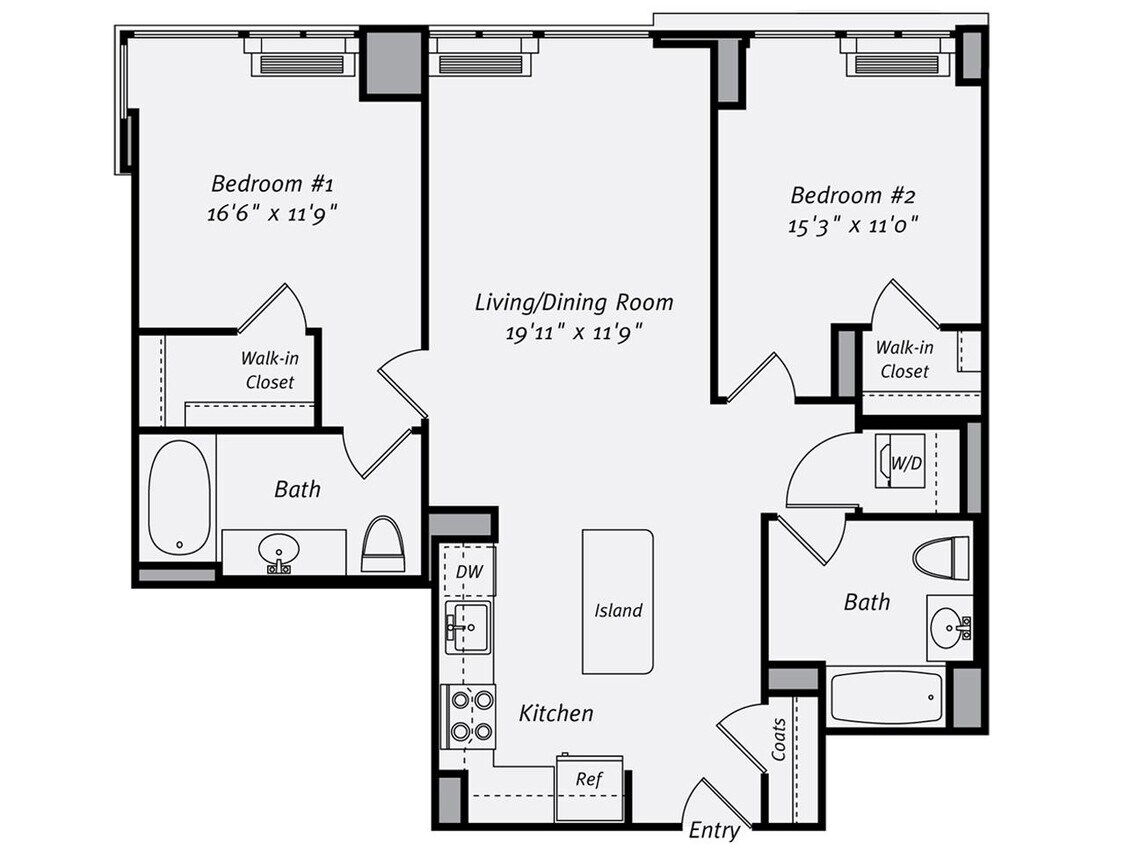 Bedroom #1
16'6" x 11'9"
Bedroom #2
15'3" x 11'0"
Living/Dining Room
19'11" x 11'9"
Walk-in
Closet
Walk-in
Closet
W/D
Bath
DW
Bath
Island
Kitchen
Coats
Ref
Entry